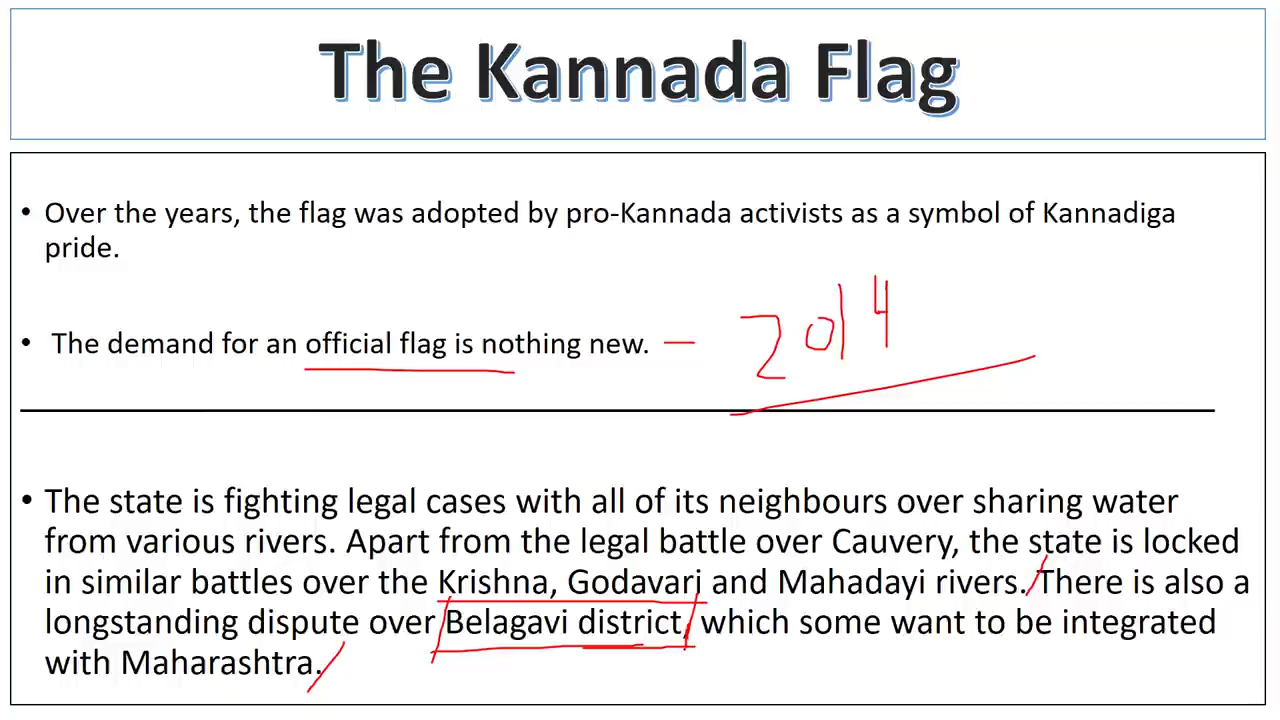 The Kannada Flag
• Over the years, the flag was adopted by pro-Kannada activists as a symbol of Kannadiga
pride.
• The demand for an official flag is nothing new. — 2014
• The state is fighting legal cases with all of its neighbours over sharing water
from various rivers. Apart from the legal battle over Cauvery, the state is locked
in similar battles over the Krishna, Godavari and Mahadayi rivers. There is also a
longstanding dispute over Belagavi district, which some want to be integrated
with Maharashtra.